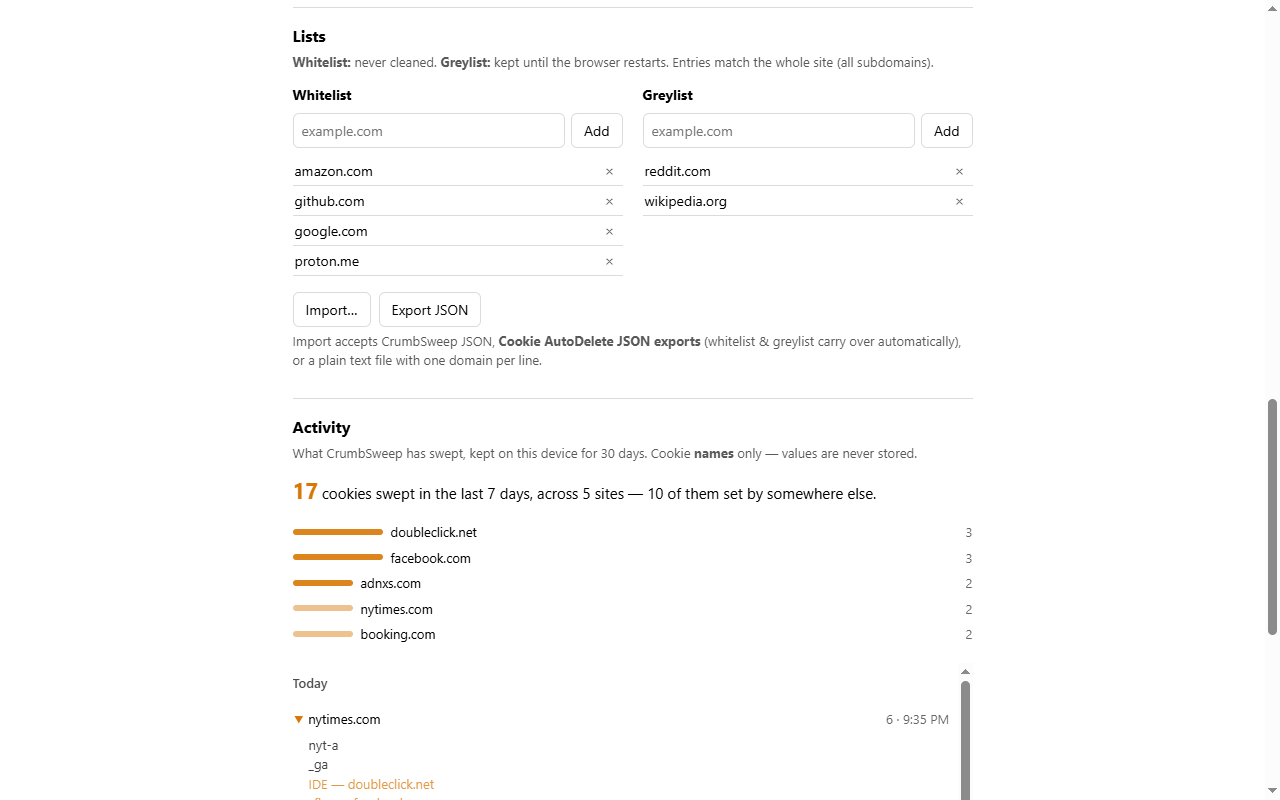 Lists
Whitelist: never cleaned. Greylist: kept until the browser restarts. Entries match the whole site (all subdomains).
Whitelist
example.com
Add
amazon.com ×
github.com ×
google.com ×
proton.me ×
Greylist
example.com
Add
reddit.com ×
wikipedia.org ×
Import...
Export JSON
Import accepts CrumbSweep JSON, Cookie AutoDelete JSON exports (whitelist & greylist carry over automatically),
or a plain text file with one domain per line.
Activity
What CrumbSweep has swept, kept on this device for 30 days. Cookie names only — values are never stored.
17 cookies swept in the last 7 days, across 5 sites — 10 of them set by somewhere else.
doubleclick.net 3
facebook.com 3
adnxs.com 2
nytimes.com 2
booking.com 2
Today
nytimes.com 6 · 9:35 PM
nyt-a
_ga
IDE — doubleclick.net